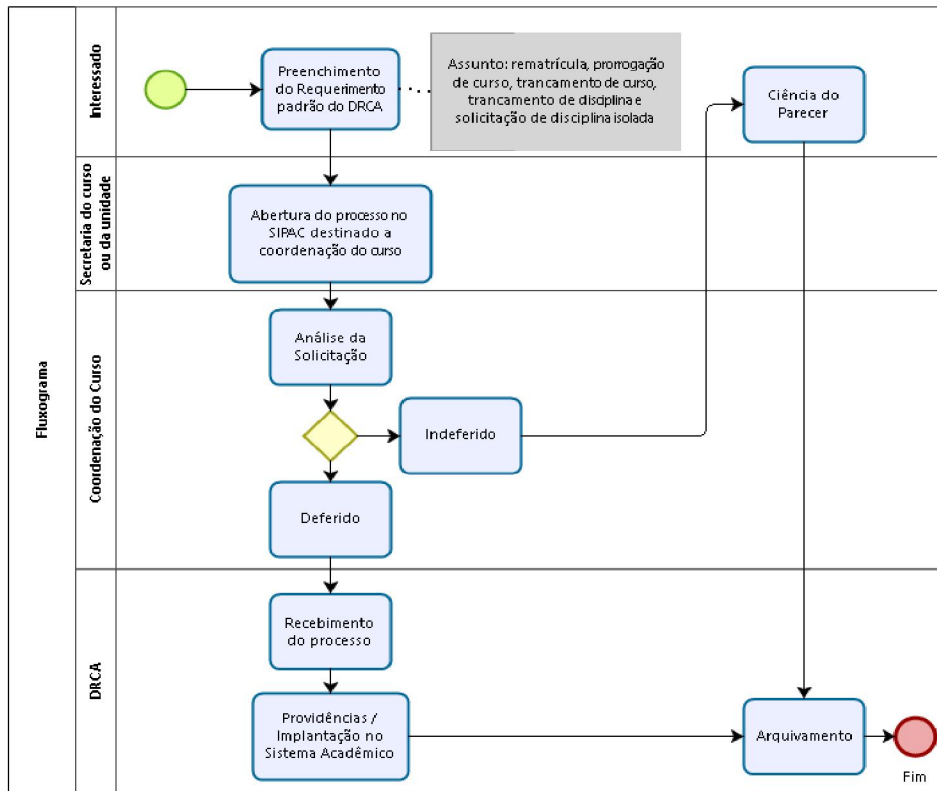 Fluxograma
Interessado
Preenchimento
do Requerimento
padrão do DRCA
Assunto: rematrícula, prorrogação
de curso, trancamento de curso,
trancamento de disciplina e
solicitação de disciplina isolada
Ciência do
Parecer
Secretaria do curso
ou da unidade
Abertura do processo no
SIPAC destinado a
coordenação do curso
Coordenação do Curso
Análise da
Solicitação
Indeferido
Deferido
DRCA
Recebimento
do processo
Providências /
Implantação no
Sistema Acadêmico
Arquivamento
Fim